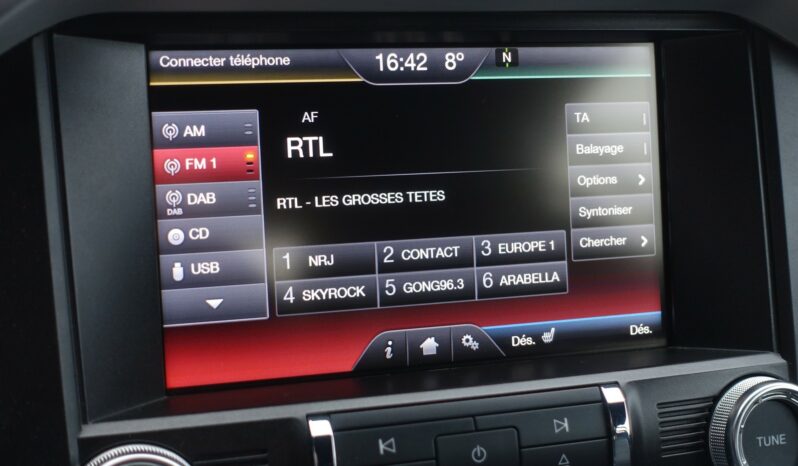 Connecter téléphone
16:42 8º
N
AM
FM 1
DAB
DAB
CD
USB
AF
RTL
RTL - LES GROSSES TETES
1 NRJ
2 CONTACT
3 EUROPE 1
4 SKYROCK
5 GONG96.3
6 ARABELLA
TA
Balayage
Options
Syntoniser
Chercher
i
Dés.
Dés.
TUNE